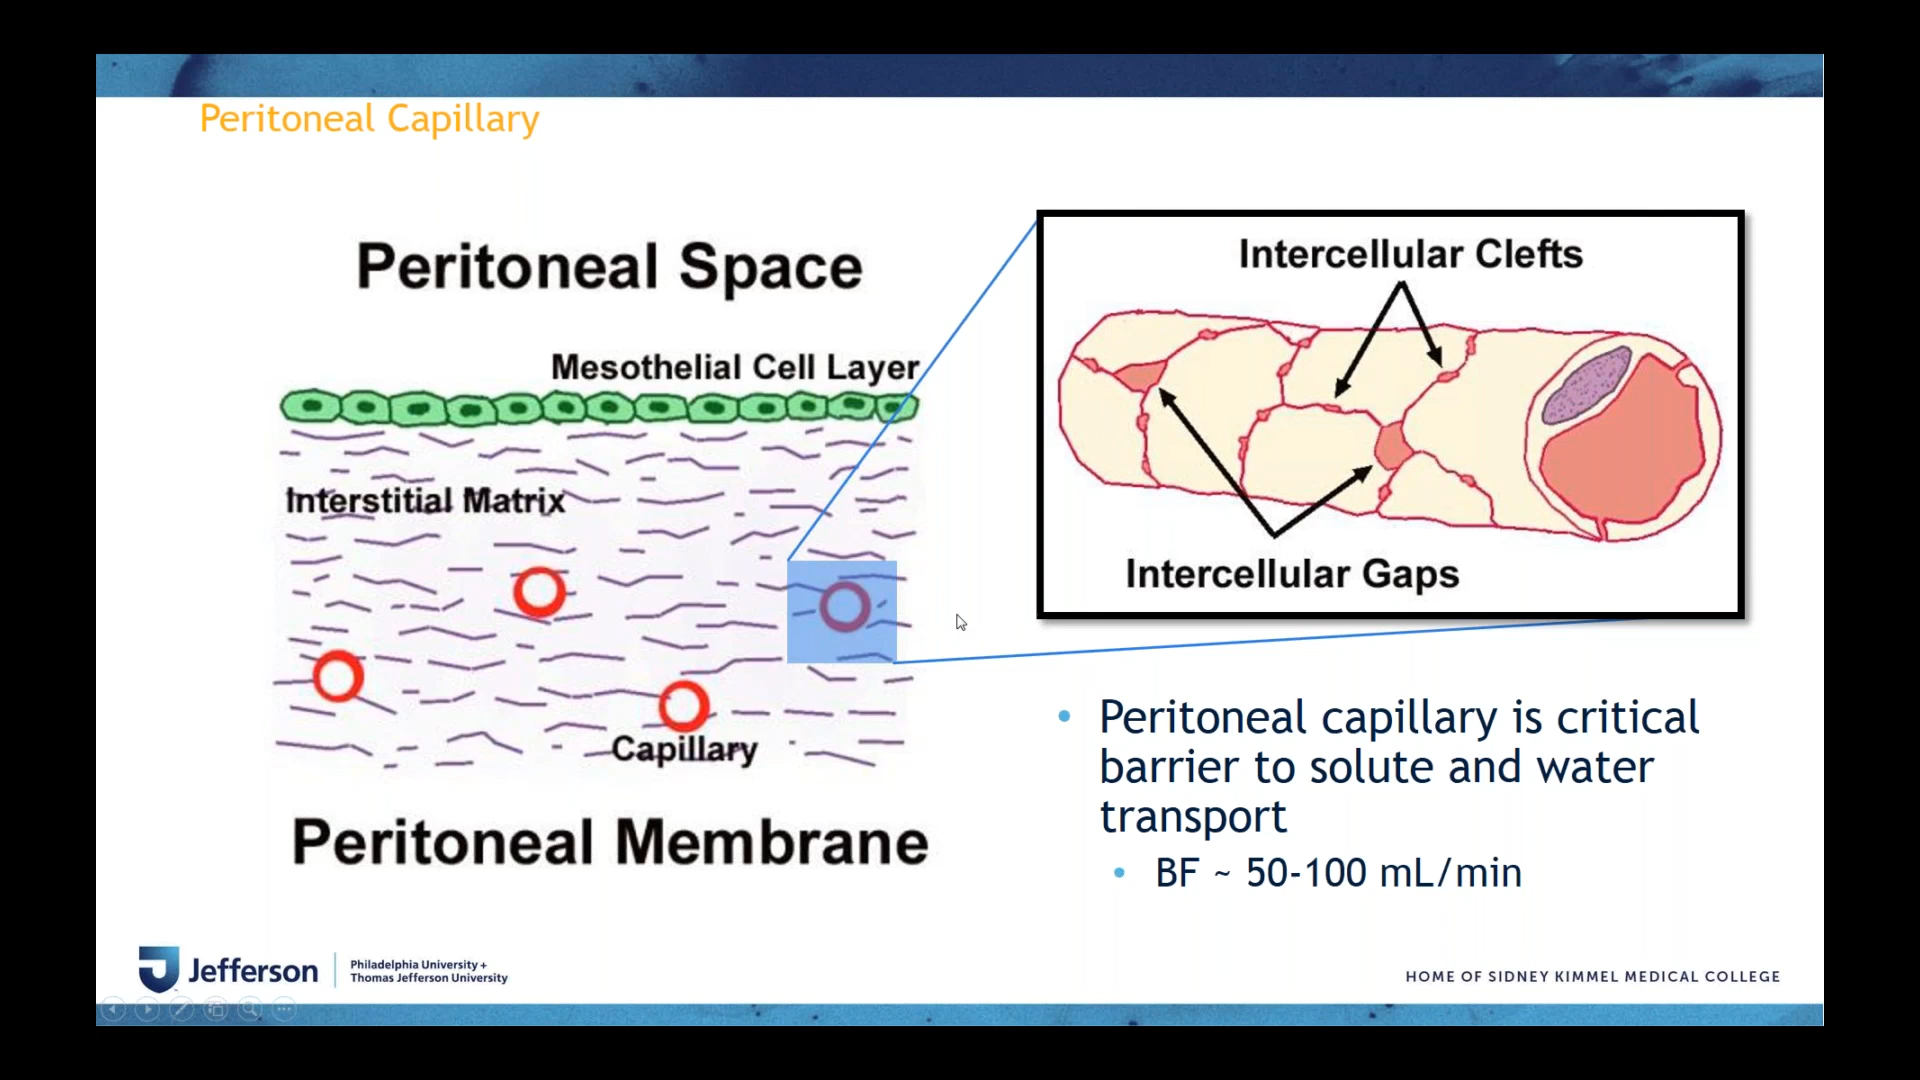 Peritoneal Capillary
Peritoneal Space
Mesothelial Cell Layer
Interstitial Matrix
Capillary
Peritoneal Membrane
Intercellular Clefts
Intercellular Gaps
• Peritoneal capillary is critical
barrier to solute and water
transport
• BF ~ 50-100 mL/min
Jefferson
Philadelphia University +
Thomas Jefferson University
HOME OF SIDNEY KIMMEL MEDICAL COLLEGE